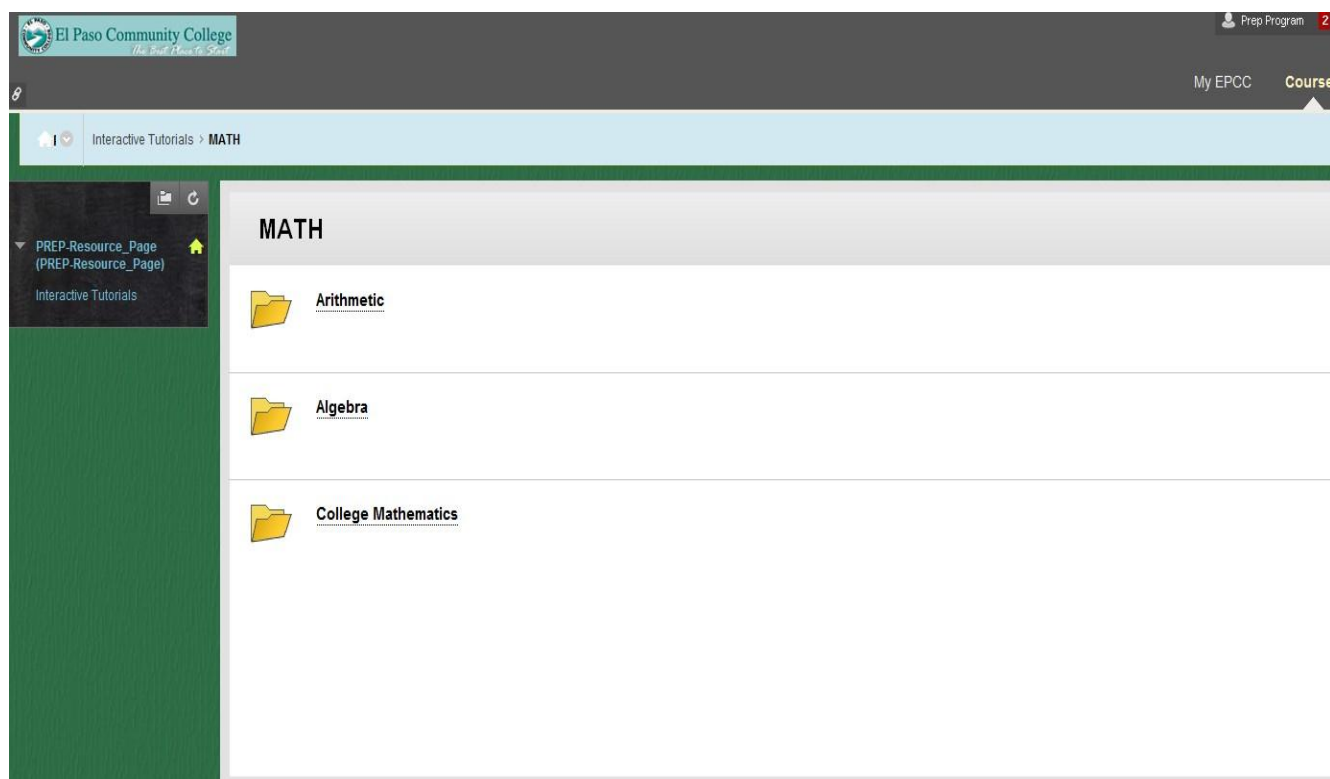 El Paso Community College
The Best Place to Start
Prep Program 2
My EPCC Course
Interactive Tutorials > MATH
PREP-Resource_Page
(PREP-Resource_Page)
Interactive Tutorials
MATH
Arithmetic
Algebra
College Mathematics